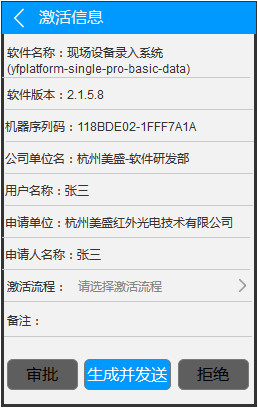 激活信息
软件名称：现场设备录入系统
(yfplatform-single-pro-basic-data)
软件版本：2.1.5.8
机器序列码：118BDE02-1FFF7A1A
公司单位名：杭州美盛-软件研发部
用户名称：张三
申请单位：杭州美盛红外光电技术有限公司
申请人名称：张三
激活流程： 请选择激活流程
备注：
审批 生成并发送 拒绝